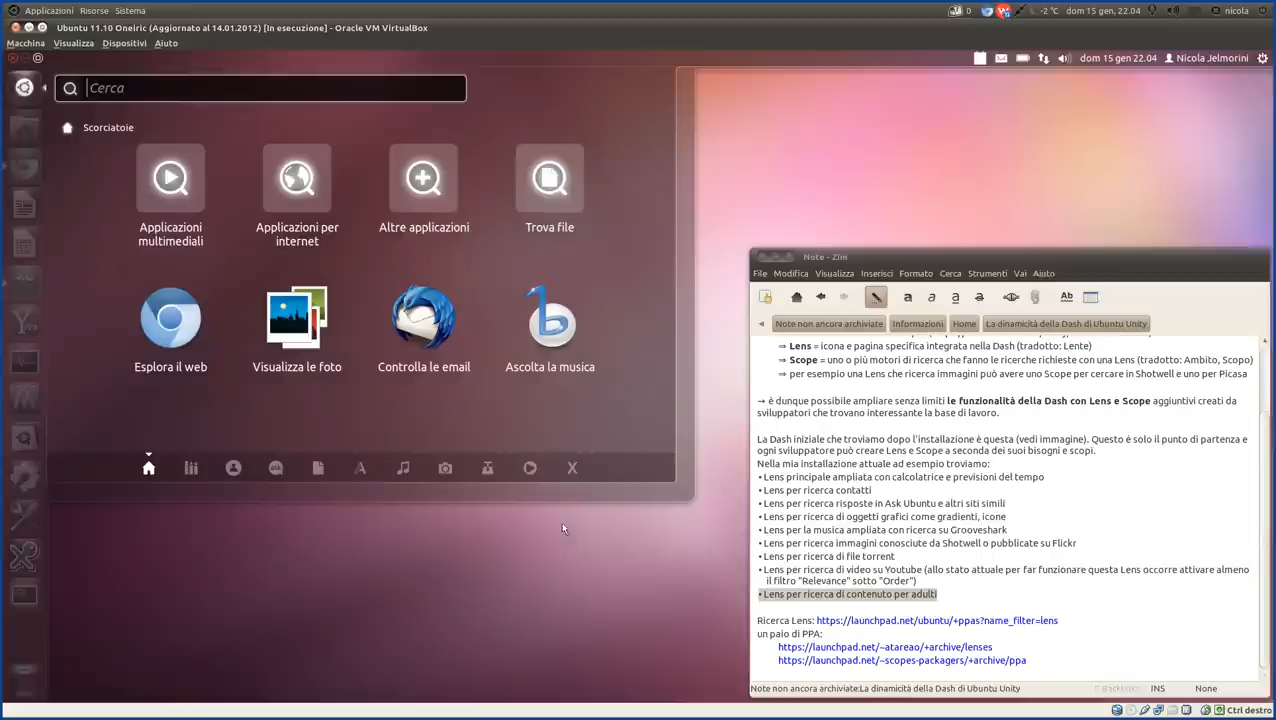 Applicazioni Risorse Sistema
0 -2 °C dom 15 gen, 22.04 nicola
Ubuntu 11.10 Oneiric (Aggiornato al 14.01.2012) [In esecuzione] - Oracle VM VirtualBox
Macchina Visualizza Dispositivi Aiuto
dom 15 gen 22.04 Nicola Jelmorini
Cerca
Scorciatoie
Applicazioni multimediali
Applicazioni per internet
Altre applicazioni
Trova file
Esplora il web
Visualizza le foto
Controlla le email
Ascolta la musica
Note - Zim
File Modifica Visualizza Inserisci Formato Cerca Strumenti Vai Aiuto
Note non ancora archiviate Informazioni Home La dinamicità della Dash di Ubuntu Unity
⇒ Lens = icona e pagina specifica integrata nella Dash (tradotto: Lente)
⇒ Scope = uno o più motori di ricerca che fanno le ricerche richieste con una Lens (tradotto: Ambito, Scopo)
⇒ per esempio una Lens che ricerca immagini può avere uno Scope per cercare in Shotwell e uno per Picasa
→ è dunque possibile ampliare senza limiti le funzionalità della Dash con Lens e Scope aggiuntivi creati da
sviluppatori che trovano interessante la base di lavoro.
La Dash iniziale che troviamo dopo l'installazione è questa (vedi immagine). Questo è solo il punto di partenza e
ogni sviluppatore può creare Lens e Scope a seconda dei suoi bisogni e scopi.
Nella mia installazione attuale ad esempio troviamo:
• Lens principale ampliata con calcolatrice e previsioni del tempo
• Lens per ricerca contatti
• Lens per ricerca risposte in Ask Ubuntu e altri siti simili
• Lens per ricerca di oggetti grafici come gradienti, icone
• Lens per la musica ampliata con ricerca su Grooveshark
• Lens per ricerca immagini conosciute da Shotwell o pubblicate su Flickr
• Lens per ricerca di file torrent
• Lens per ricerca di video su Youtube (allo stato attuale per far funzionare questa Lens occorre attivare almeno
il filtro "Relevance" sotto "Order")
• Lens per ricerca di contenuto per adulti
Ricerca Lens: https://launchpad.net/ubuntu/+ppas?name_filter=lens
un paio di PPA:
https://launchpad.net/~atareao/+archive/lenses
https://launchpad.net/~scopes-packagers/+archive/ppa
Note non ancora archiviate:La dinamicità della Dash di Ubuntu Unity Backlinks INS None
Ctrl destro